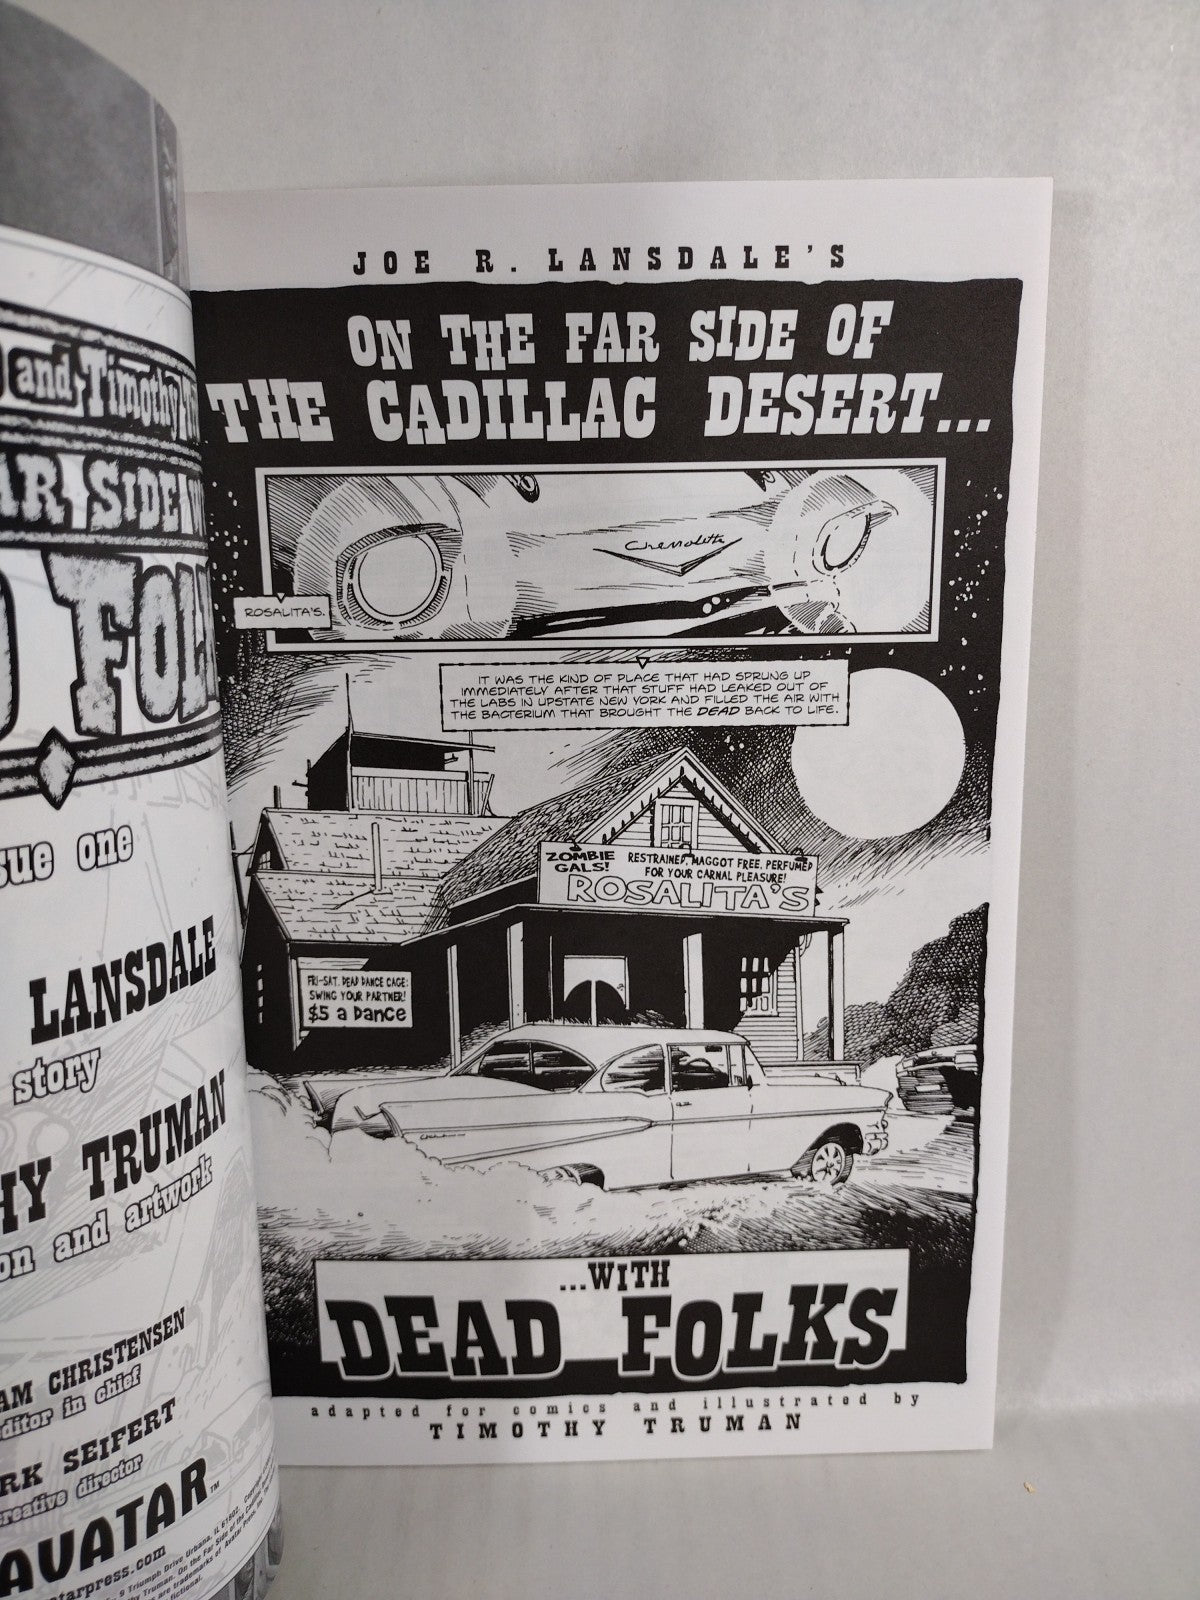 and Timothy
AR SIDE
FOL
sue one
LANSDALE
story
HY TRUMAN
on and artwork
AM CHRISTENSEN
editor in chief
RK SEIFERT
creative director
AVATAR™
JOE R. LANSDALE'S
ON THE FAR SIDE OF
THE CADILLAC DESERT...
Chevrolette
ROSALITA'S.
IT WAS THE KIND OF PLACE THAT HAD SPRUNG UP
IMMEDIATELY AFTER THAT STUFF HAD LEAKED OUT OF
THE LABS IN UPSTATE NEW YORK AND FILLED THE AIR WITH
THE BACTERIUM THAT BROUGHT THE DEAD BACK TO LIFE.
ZOMBIE
GALS!
RESTRAINED, MAGGOT FREE, PERFUMED
FOR YOUR CARNAL PLEASURE!
ROSALITA'S
FRI-SAT. DEAD DANCE CAGE:
SWING YOUR PARTNER!
$5 a Dance
...WITH
DEAD FOLKS
adapted for comics and illustrated by
TIMOTHY TRUMAN